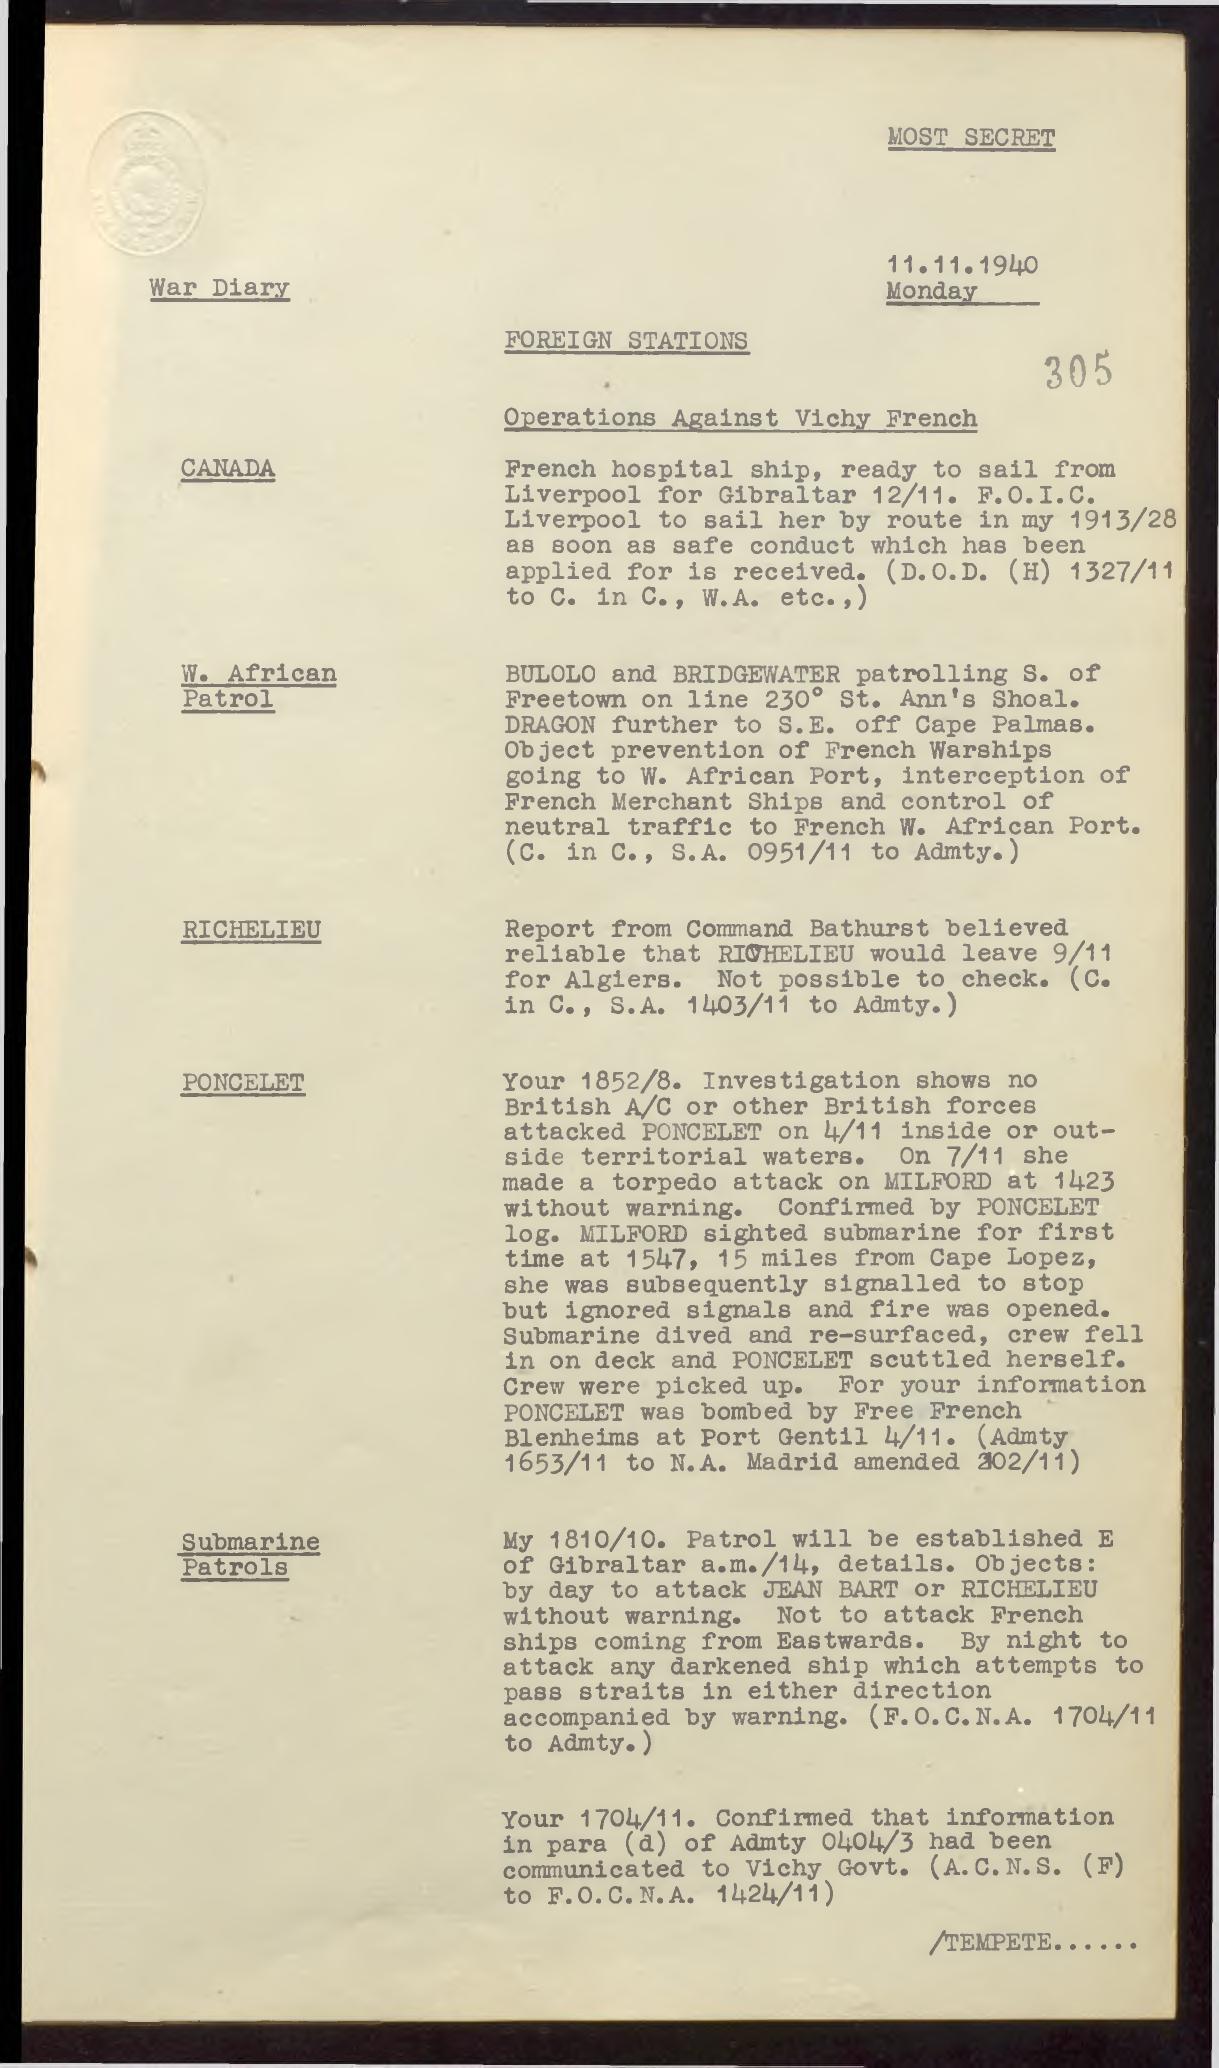 MOST SECRET
11.11.1940
War Diary
Monday
FOREIGN STATIONS
305
Operations Against Vichy French
CANADA
French hospital ship, ready to sail from
Liverpool for Gibraltar 12/11. F.O.I.C.
Liverpool to sail her by route in my 1913/28
as soon as safe conduct which has been
applied for is received. (D.O.D. (H) 1327/11
to C. in C., W.A. etc.,)
W. African
Patrol
BULOLO and BRIDGEWATER patrolling S. of
Freetown on line 230° St. Ann's Shoal.
DRAGON further to S.E. off Cape Palmas.
Object prevention of French Warships
going to W. African Port, interception of
French Merchant Ships and control of
neutral traffic to French W. African Port.
(C. in C., S.A. 0951/11 to Admty.)
RICHELIEU
Report from Command Bathurst believed
reliable that RICHELIEU would leave 9/11
for Algiers. Not possible to check. (C.
in C., S.A. 1403/11 to Admty.)
PONCELET
Your 1852/8. Investigation shows no
British A/C or other British forces
attacked PONCELET on 4/11 inside or out-
side territorial waters. On 7/11 she
made a torpedo attack on MILFORD at 1423
without warning. Confirmed by PONCELET
log. MILFORD sighted submarine for first
time at 1547, 15 miles from Cape Lopez,
she was subsequently signalled to stop
but ignored signals and fire was opened.
Submarine dived and re-surfaced, crew fell
in on deck and PONCELET scuttled herself.
Crew were picked up. For your information
PONCELET was bombed by Free French
Blenheims at Port Gentil 4/11. (Admty
1653/11 to N.A. Madrid amended 202/11)
Submarine
Patrols
My 1810/10. Patrol will be established E
of Gibraltar a.m./14, details. Objects:
by day to attack JEAN BART or RICHELIEU
without warning. Not to attack French
ships coming from Eastwards. By night to
attack any darkened ship which attempts to
pass straits in either direction
accompanied by warning. (F.O.C.N.A. 1704/11
to Admty.)
Your 1704/11. Confirmed that information
in para (d) of Admty 0404/3 had been
communicated to Vichy Govt. (A.C.N.S. (F)
to F.O.C.N.A. 1424/11)
/TEMPETE......